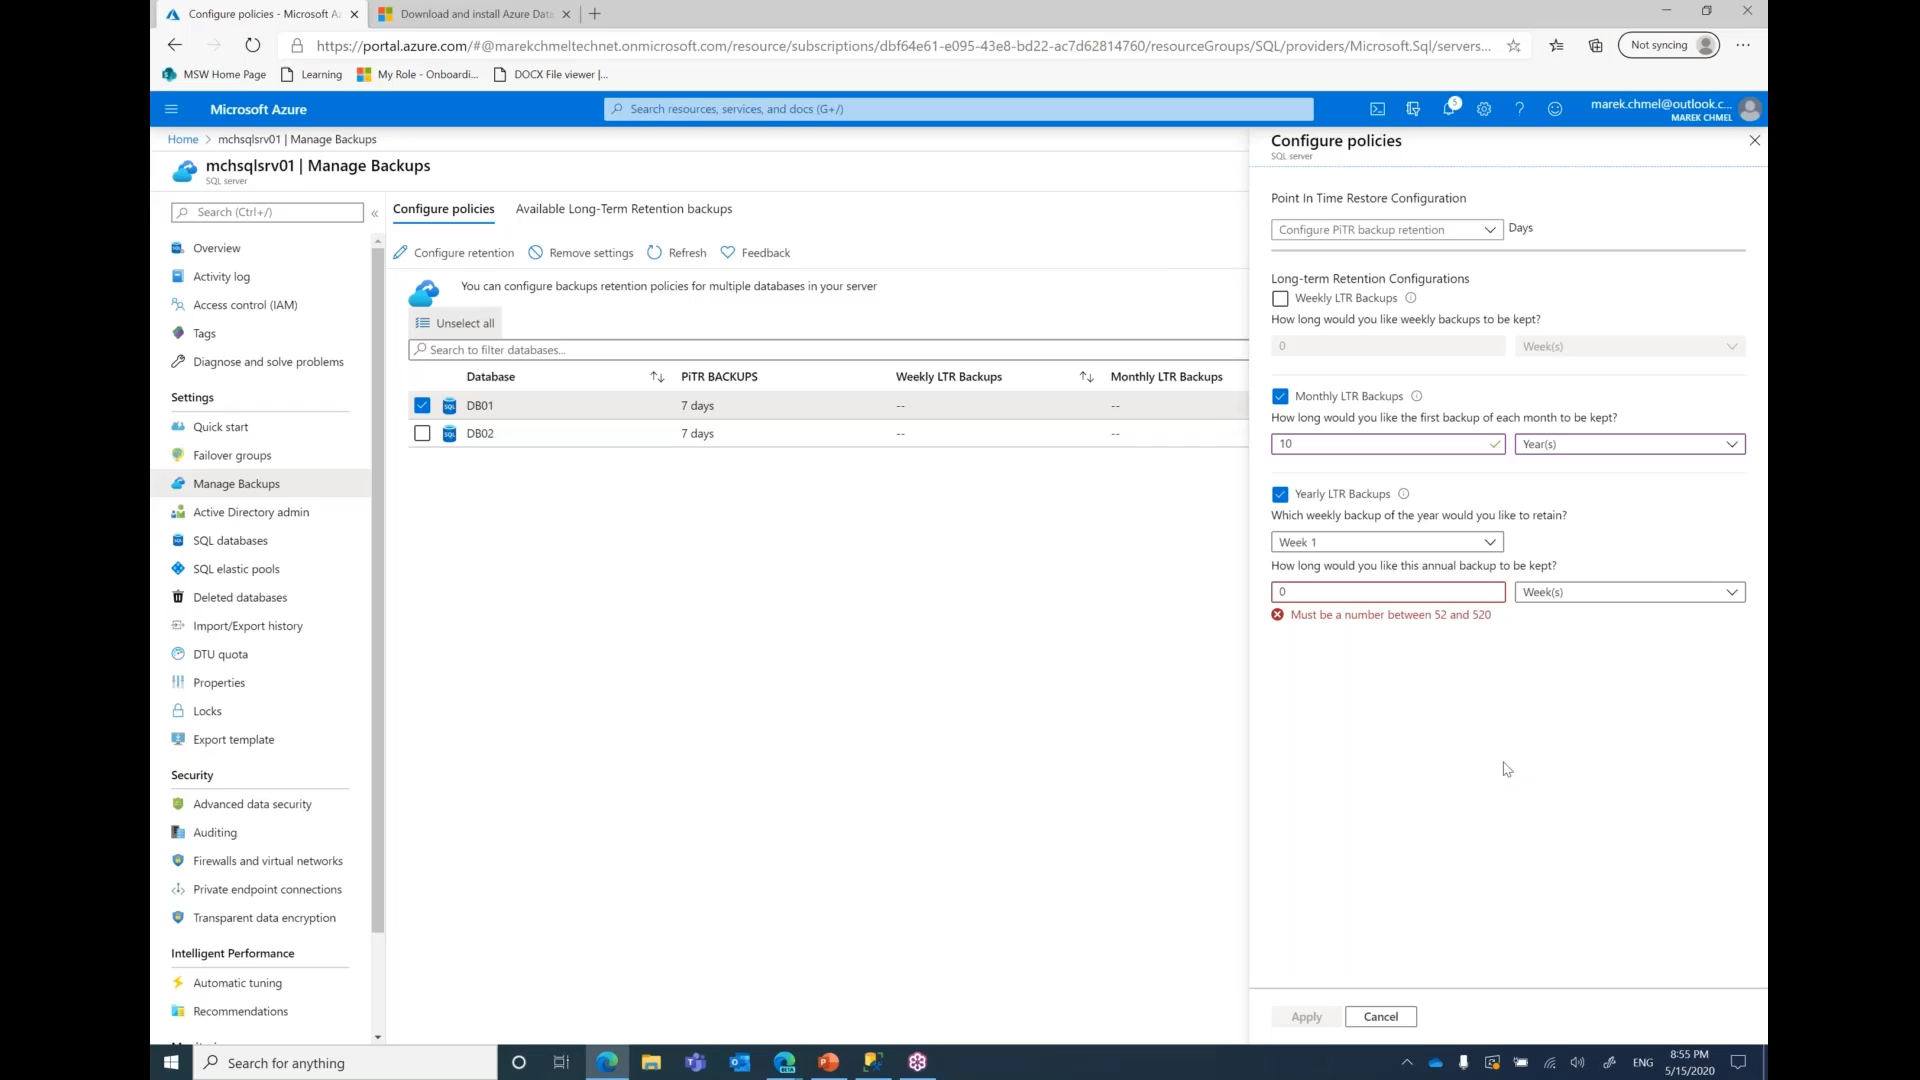 Configure policies - Microsoft Az
Download and install Azure Data
https://portal.azure.com/#@marekchmeltechnet.onmicrosoft.com/resource/subscriptions/dbf64e61-e095-43e8-bd22-ac7d62814760/resourceGroups/SQL/providers/Microsoft.Sql/servers...
Not syncing
MSW Home Page
Learning
My Role - Onboardi...
DOCX File viewer |...
Microsoft Azure
Search resources, services, and docs (G+/)
5
marek.chmel@outlook.c...
MAREK CHMEL
Home > mchsqlsrv01 | Manage Backups
mchsqlsrv01 | Manage Backups
SQL server
Search (Ctrl+/)
«
Overview
Activity log
Access control (IAM)
Tags
Diagnose and solve problems
Settings
Quick start
Failover groups
Manage Backups
Active Directory admin
SQL databases
SQL elastic pools
Deleted databases
Import/Export history
DTU quota
Properties
Locks
Export template
Security
Advanced data security
Auditing
Firewalls and virtual networks
Private endpoint connections
Transparent data encryption
Intelligent Performance
Automatic tuning
Recommendations
Configure policies
Available Long-Term Retention backups
Configure retention
Remove settings
Refresh
Feedback
You can configure backups retention policies for multiple databases in your server
Unselect all
Search to filter databases...
Database PiTR BACKUPS Weekly LTR Backups Monthly LTR Backups
DB01 7 days -- --
DB02 7 days -- --
Configure policies
SQL server
Point In Time Restore Configuration
Configure PiTR backup retention Days
Long-term Retention Configurations
Weekly LTR Backups
How long would you like weekly backups to be kept?
0 Week(s)
Monthly LTR Backups
How long would you like the first backup of each month to be kept?
10 Year(s)
Yearly LTR Backups
Which weekly backup of the year would you like to retain?
Week 1
How long would you like this annual backup to be kept?
0 Week(s)
Must be a number between 52 and 520
Apply
Cancel
Search for anything
ENG
8:55 PM
5/15/2020